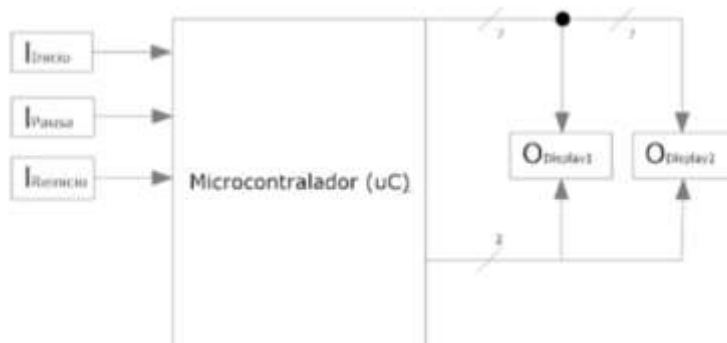 IInicio
IPausa
IReinicio
Microcontralador (uC)
7
7
ODisplay1
ODisplay2
2